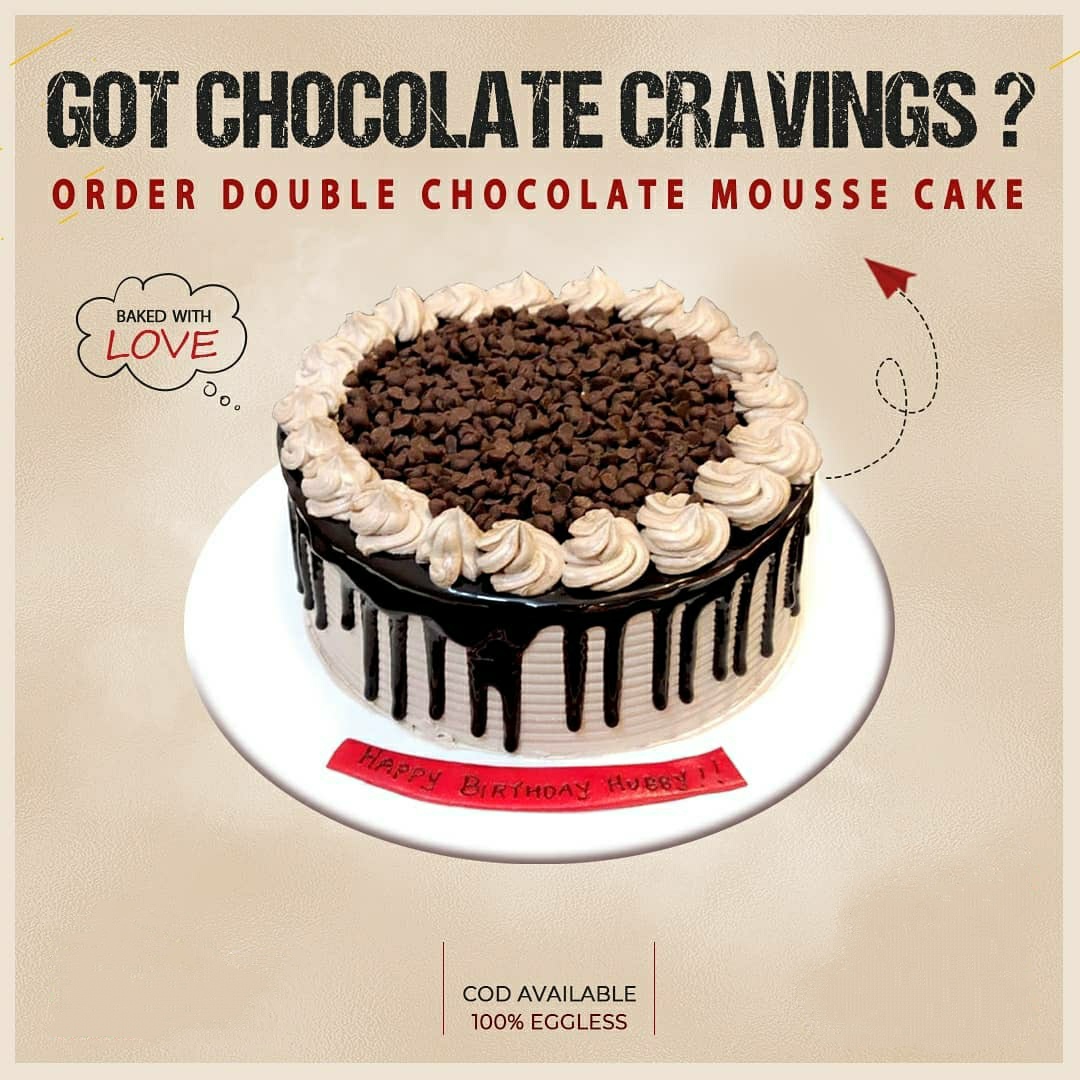 GOT CHOCOLATE CRAVINGS ?
ORDER DOUBLE CHOCOLATE MOUSSE CAKE
BAKED WITH
LOVE
HAPPY BIRTHDAY HUBBY!!
COD AVAILABLE
100% EGGLESS